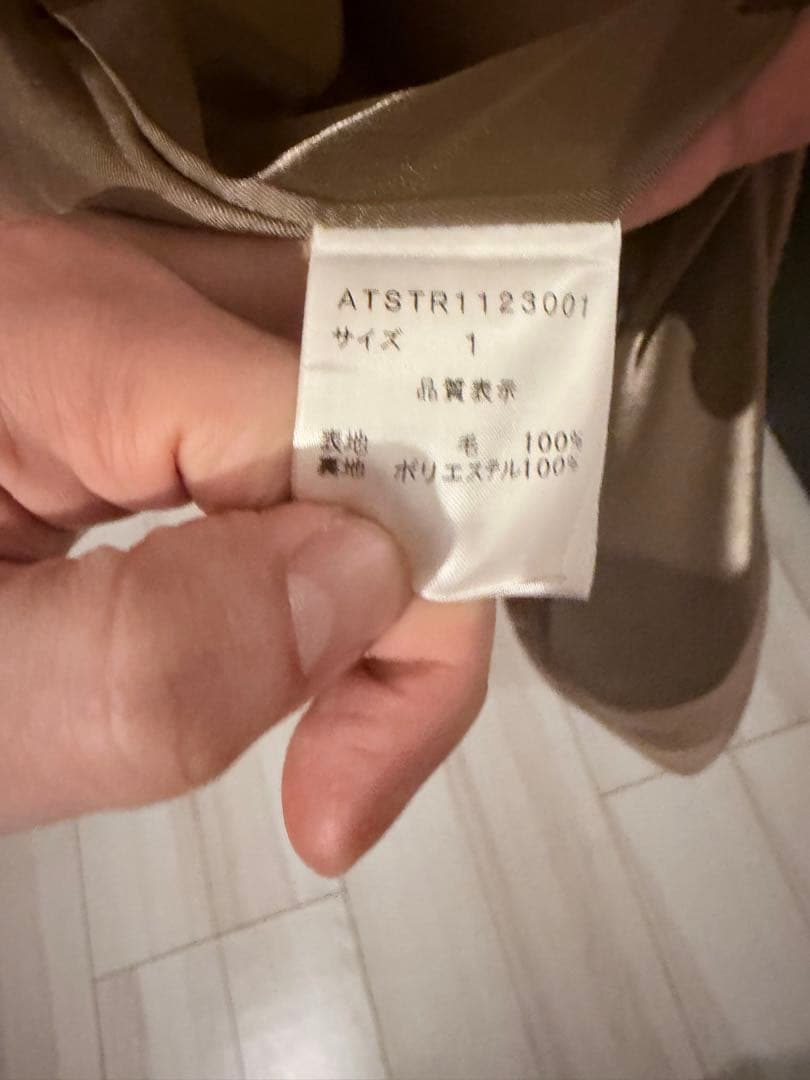 ATSTR1123001
サイズ 1
品質表示
表地 毛 100%
裏地 ポリエステル100%